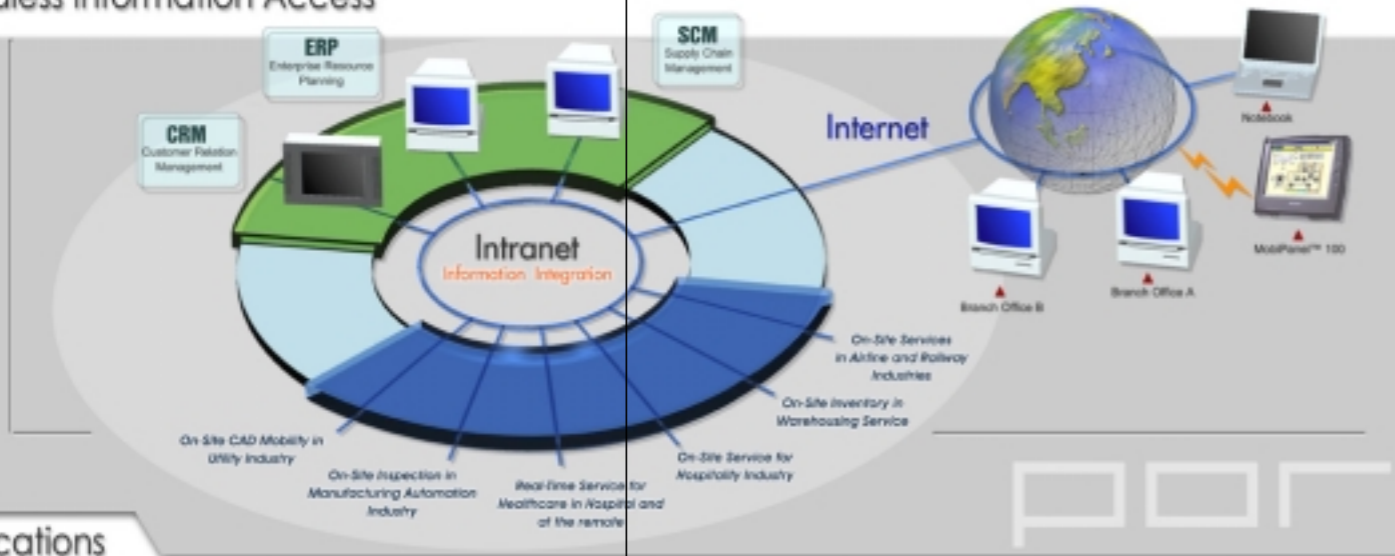 Information Access
ERP
Enterprise Resource
Planning
SCM
Supply Chain
Management
CRM
Customer Relation
Management
Internet
Notebook
MobiPanel™ 100
Intranet
Information Integration
Branch Office B
Branch Office A
On-Site Services
in Airline and Railway
Industries
On-Site Inventory in
Warehousing Service
On-Site CAD Mobility in
Utility Industry
On-Site Service for
Hospitality Industry
On-Site Inspection in
Manufacturing Automation
Industry
Real-Time Service for
Healthcare in Hospital and
at the remote
por
cations